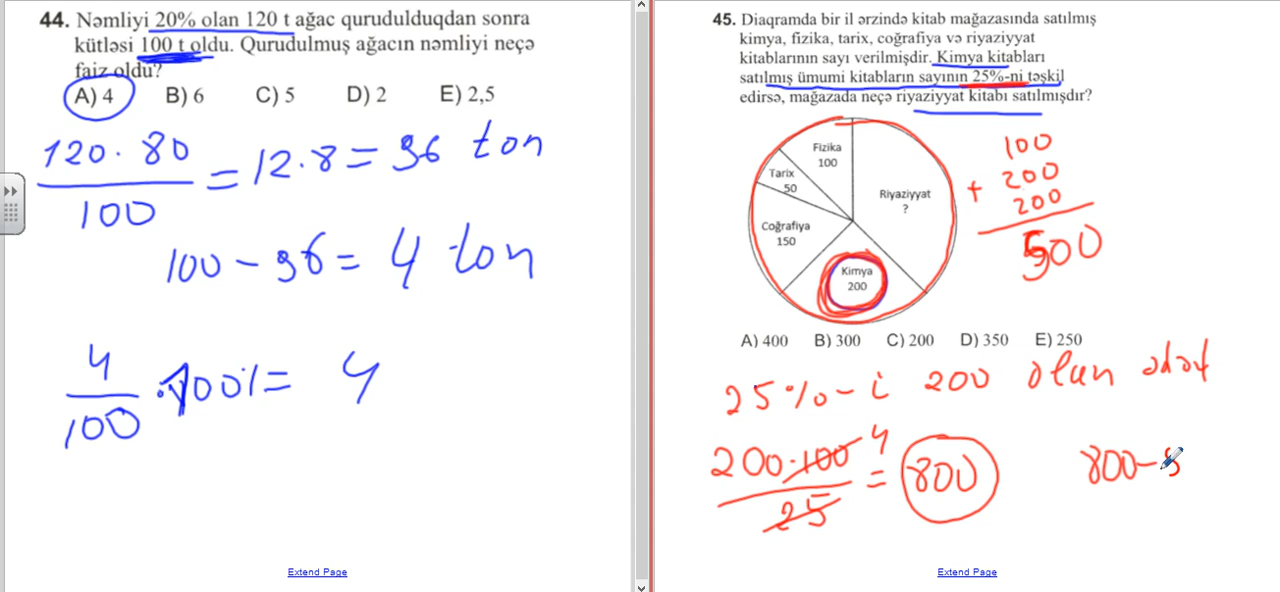 44. Nəmliyi 20% olan 120 t ağac qurudulduqdan sonra
kütləsi 100 t oldu. Qurudulmuş ağacın nəmliyi neçə
faiz oldu?
A) 4 B) 6 C) 5 D) 2 E) 2,5
120 · 80
100
= 12 · 8 = 96 ton
100 - 96 = 4 ton
4
100
· 100% = 4
Extend Page
45. Diaqramda bir il ərzində kitab mağazasında satılmış
kimya, fizika, tarix, coğrafiya və riyaziyyat
kitablarının sayı verilmişdir. Kimya kitabları
satılmış ümumi kitabların sayının 25%-ni təşkil
edirsə, mağazada neçə riyaziyyat kitabı satılmışdır?
Fizika
100
Tarix
50
Riyaziyyat
?
Coğrafiya
150
Kimya
200
100
+ 200
200
500
A) 400 B) 300 C) 200 D) 350 E) 250
25%-i 200 olan ədəd
200 · 100 4
25
= 800
800 - 5
Extend Page